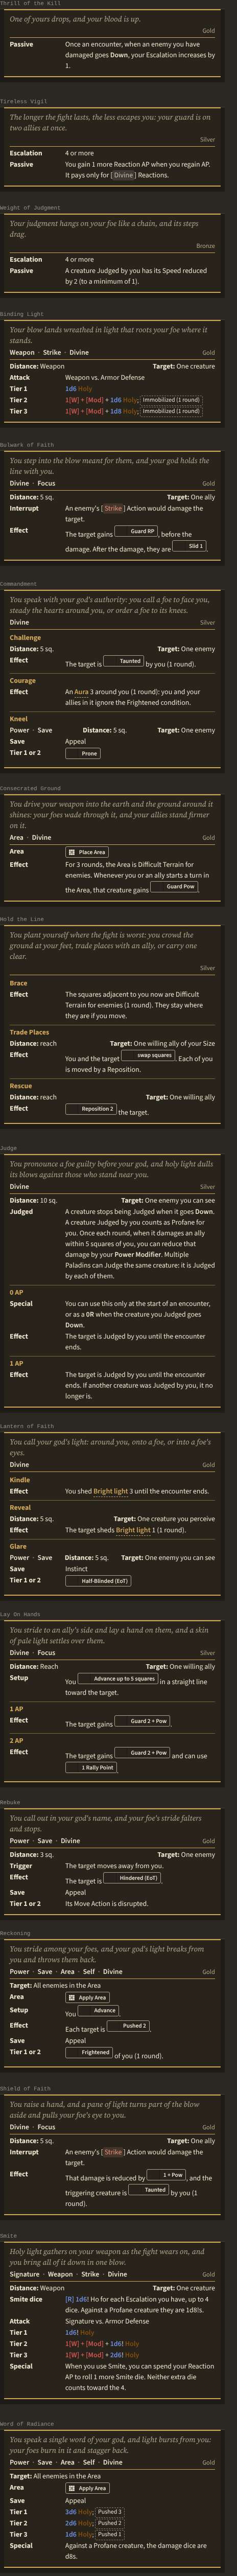 Thrill of the Kill
One of yours drops, and your blood is up.
Gold
Passive Once an encounter, when an enemy you have
damaged goes Down, your Escalation increases by
1.
Tireless Vigil
The longer the fight lasts, the less escapes you: your guard is on
two allies at once.
Silver
Escalation 4 or more
Passive You gain 1 more Reaction AP when you regain AP.
It pays only for [Divine] Reactions.
Weight of Judgment
Your judgment hangs on your foe like a chain, and its steps
drag.
Bronze
Escalation 4 or more
Passive A creature Judged by you has its Speed reduced
by 2 (to a minimum of 1).
Binding Light
Your blow lands wreathed in light that roots your foe where it
stands.
Weapon · Strike · Divine Gold
Distance: Weapon Target: One creature
Attack Weapon vs. Armor Defense
Tier 1 1d6 Holy
Tier 2 1[W] + [Mod] + 1d6 Holy; Immobilized (1 round)
Tier 3 1[W] + [Mod] + 1d8 Holy; Immobilized (1 round)
Bulwark of Faith
You step into the blow meant for them, and your god holds the
line with you.
Divine · Focus Gold
Distance: 5 sq. Target: One ally
Interrupt An enemy's [Strike] Action would damage the
target.
Effect The target gains Guard RP, before the
damage. After the damage, they are Slid 1.
Commandment
You speak with your god's authority: you call a foe to face you,
steady the hearts around you, or order a foe to its knees.
Divine Silver
Challenge
Distance: 5 sq. Target: One enemy
Effect The target is Taunted by you (1 round).
Courage
Effect An Aura 3 around you (1 round): you and your
allies in it ignore the Frightened condition.
Kneel
Power · Save Distance: 5 sq. Target: One enemy
Save Appeal
Tier 1 or 2 Prone
Consecrated Ground
You drive your weapon into the earth and the ground around it
shines: your foes wade through it, and your allies stand firmer
on it.
Area · Divine Gold
Area Place Area
Effect For 3 rounds, the Area is Difficult Terrain for
enemies. Whenever you or an ally starts a turn in
the Area, that creature gains Guard Pow.
Hold the Line
You plant yourself where the fight is worst: you crowd the
ground at your feet, trade places with an ally, or carry one
clear.
Silver
Brace
Effect The squares adjacent to you now are Difficult
Terrain for enemies (1 round). They stay where
they are if you move.
Trade Places
Distance: reach Target: One willing ally of your Size
Effect You and the target swap squares. Each of you
is moved by a Reposition.
Rescue
Distance: reach Target: One willing ally
Effect Reposition 2 the target.
Judge
You pronounce a foe guilty before your god, and holy light dulls
its blows against those who stand near you.
Divine Silver
Distance: 10 sq. Target: One enemy you can see
Judged A creature stops being Judged when it goes Down.
A creature Judged by you counts as Profane for
you. Once each round, when it damages you or an
ally within 5 squares of you, you can reduce that
damage by your Power Modifier. Multiple
Paladins can Judge the same creature: it is Judged
by each of them.
0 AP
Special You can use this only at the start of an encounter,
or as a 0R when the creature you Judged goes
Down.
Effect The target is Judged by you until the encounter
ends.
1 AP
Effect The target is Judged by you until the encounter
ends. If another creature was Judged by you, it no
longer is.
Lantern of Faith
You call your god's light: around you, onto a foe, or into a foe's
eyes.
Divine Gold
Kindle
Effect You shed Bright light 3 until the encounter ends.
Reveal
Distance: 5 sq. Target: One creature you perceive
Effect The target sheds Bright light 1 (1 round).
Glare
Power · Save Distance: 5 sq. Target: One enemy you can see
Save Instinct
Tier 1 or 2 Half-Blinded (EoT)
Lay On Hands
You stride to an ally's side and lay a hand on them, and a skin
of pale light settles over them.
Divine · Focus Silver
Distance: Reach Target: One willing ally
Setup You Advance up to 5 squares in a straight line
toward the target.
1 AP
Effect The target gains Guard 2 + Pow.
2 AP
Effect The target gains Guard 2 + Pow and can use
1 Rally Point.
Rebuke
You call out in your god's name, and your foe's stride falters
and stops.
Power · Save · Divine Gold
Distance: 3 sq. Target: One enemy
Trigger The target moves away from you.
Effect The target is Hindered (EoT).
Save Appeal
Tier 1 or 2 Its Move Action is disrupted.
Reckoning
You stride among your foes, and your god's light breaks from
you and throws them back.
Power · Save · Area · Self · Divine Gold
Target: All enemies in the Area
Area Apply Area
Setup You Advance.
Effect Each target is Pushed 2.
Save Appeal
Tier 1 or 2 Frightened of you (1 round).
Shield of Faith
You raise a hand, and a pane of light turns part of the blow
aside and pulls your foe's eye to you.
Divine · Focus Gold
Distance: 5 sq. Target: One ally
Interrupt An enemy's [Strike] Action would damage the
target.
Effect That damage is reduced by 1 + Pow, and the
triggering creature is Taunted by you (1
round).
Smite
Holy light gathers on your weapon as the fight wears on, and
you bring all of it down in one blow.
Signature · Weapon · Strike · Divine Gold
Distance: Weapon Target: One creature
Smite dice [R] 1d6! Ho for each Escalation you have, up to 4
dice. Against a Profane creature they are 1d8!s.
Attack Signature vs. Armor Defense
Tier 1 1d6! Holy
Tier 2 1[W] + [Mod] + 1d6! Holy
Tier 3 1[W] + [Mod] + 2d6! Holy
Special When you use Smite, you can spend your Reaction
AP to roll 1 more Smite die. Neither extra die
counts toward the 4.
Word of Radiance
You speak a single word of your god, and light bursts from you:
your foes burn in it and stagger back.
Power · Save · Area · Self · Divine Gold
Target: All enemies in the Area
Area Apply Area
Save Appeal
Tier 1 3d6 Holy; Pushed 3
Tier 2 2d6 Holy; Pushed 2
Tier 3 1d6 Holy; Pushed 1
Special Against a Profane creature, the damage dice are
d8s.